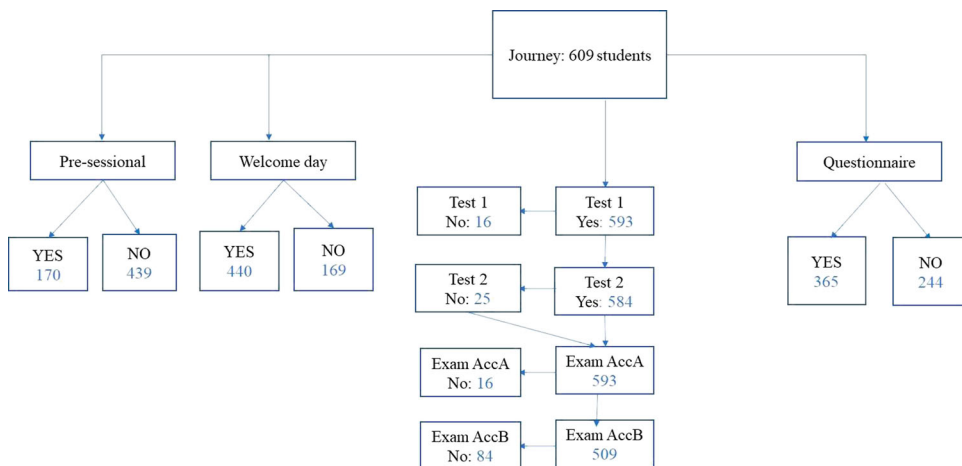 Journey: 609 students
Pre-sessional
YES
170
NO
439
Welcome day
YES
440
NO
169
Test 1
No: 16
Test 1
Yes: 593
Test 2
No: 25
Test 2
Yes: 584
Exam AccA
No: 16
Exam AccA
593
Exam AccB
No: 84
Exam AccB
509
Questionnaire
YES
365
NO
244